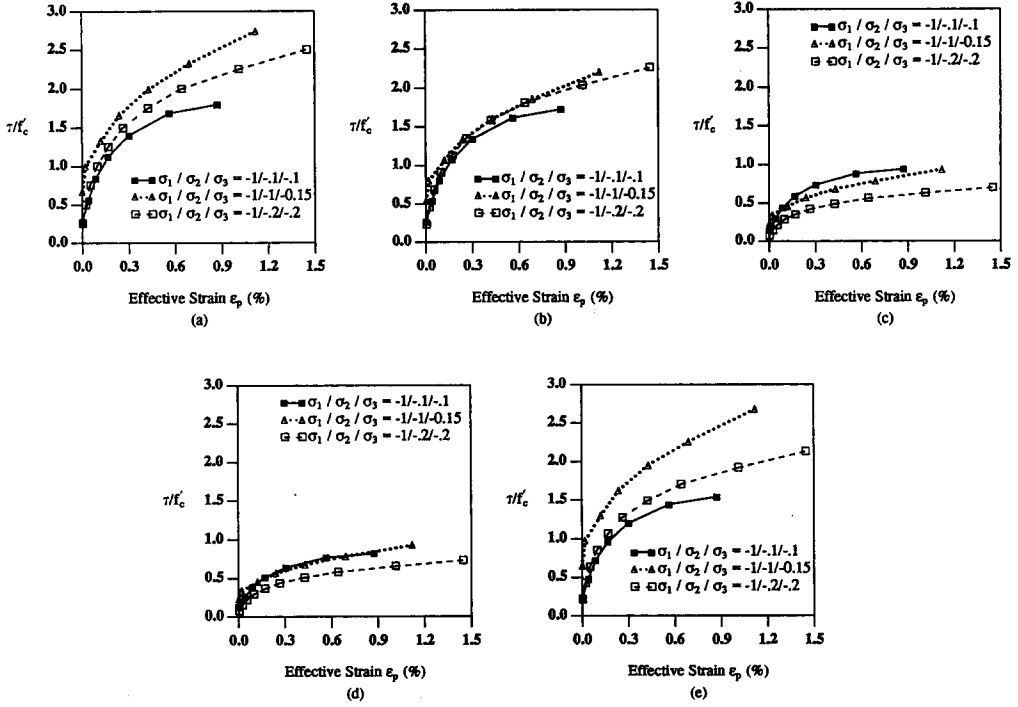 3.0
2.5
2.0
1.5
1.0
0.5
0.0
τ/f′c
σ1 / σ2 / σ3 = -1/-.1/-.1
σ1 / σ2 / σ3 = -1/-1/-0.15
σ1 / σ2 / σ3 = -1/-.2/-.2
0.0 0.3 0.6 0.9 1.2 1.5
Effective Strain εp (%)
(a)
3.0
2.5
2.0
1.5
1.0
0.5
0.0
τ/f′c
σ1 / σ2 / σ3 = -1/-.1/-.1
σ1 / σ2 / σ3 = -1/-1/-0.15
σ1 / σ2 / σ3 = -1/-.2/-.2
0.0 0.3 0.6 0.9 1.2 1.5
Effective Strain εp (%)
(b)
3.0
2.5
2.0
1.5
1.0
0.5
0.0
τ/f′c
σ1 / σ2 / σ3 = -1/-.1/-.1
σ1 / σ2 / σ3 = -1/-1/-0.15
σ1 / σ2 / σ3 = -1/-.2/-.2
0.0 0.3 0.6 0.9 1.2 1.5
Effective Strain εp (%)
(c)
3.0
2.5
2.0
1.5
1.0
0.5
0.0
τ/f′c
σ1 / σ2 / σ3 = -1/-.1/-.1
σ1 / σ2 / σ3 = -1/-1/-0.15
σ1 / σ2 / σ3 = -1/-.2/-.2
0.0 0.3 0.6 0.9 1.2 1.5
Effective Strain εp (%)
(d)
3.0
2.5
2.0
1.5
1.0
0.5
0.0
τ/f′c
σ1 / σ2 / σ3 = -1/-.1/-.1
σ1 / σ2 / σ3 = -1/-1/-0.15
σ1 / σ2 / σ3 = -1/-.2/-.2
0.0 0.3 0.6 0.9 1.2 1.5
Effective Strain εp (%)
(e)